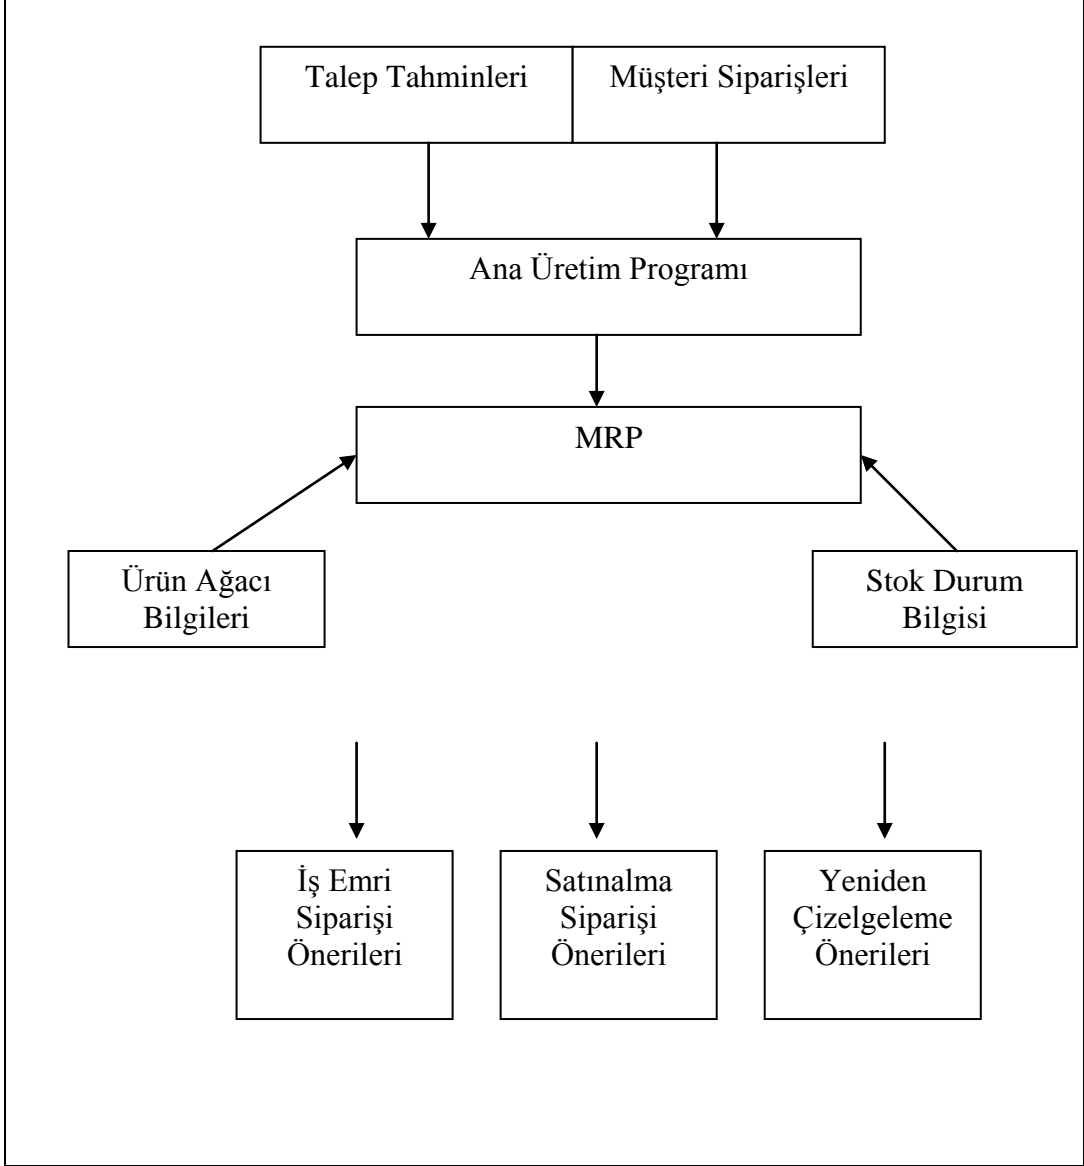 Talep Tahminleri
Müşteri Siparişleri
Ana Üretim Programı
MRP
Ürün Ağacı
Bilgileri
Stok Durum
Bilgisi
İş Emri
Siparişi
Önerileri
Satınalma
Siparişi
Önerileri
Yeniden
Çizelgeleme
Önerileri